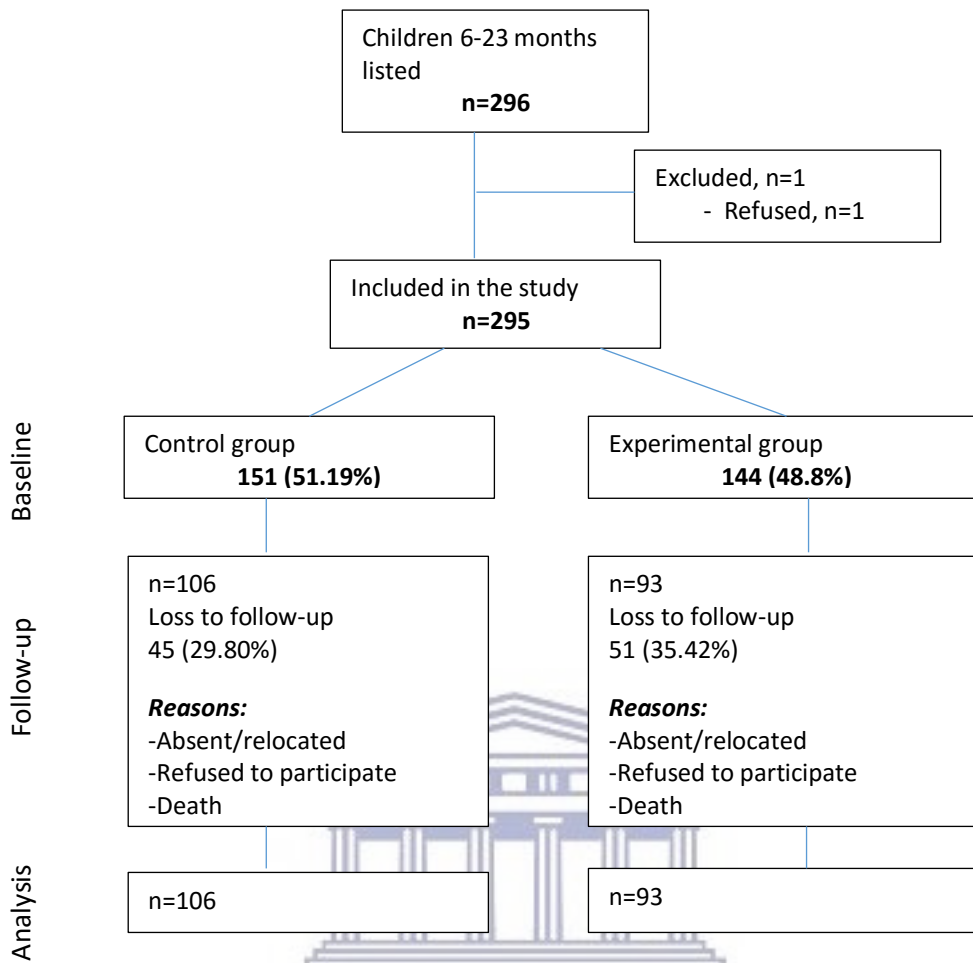 Children 6-23 months
listed
n=296
Excluded, n=1
- Refused, n=1
Included in the study
n=295
Baseline
Control group
151 (51.19%)
Experimental group
144 (48.8%)
Follow-up
n=106
Loss to follow-up
45 (29.80%)
Reasons:
-Absent/relocated
-Refused to participate
-Death
n=93
Loss to follow-up
51 (35.42%)
Reasons:
-Absent/relocated
-Refused to participate
-Death
Analysis
n=106
n=93